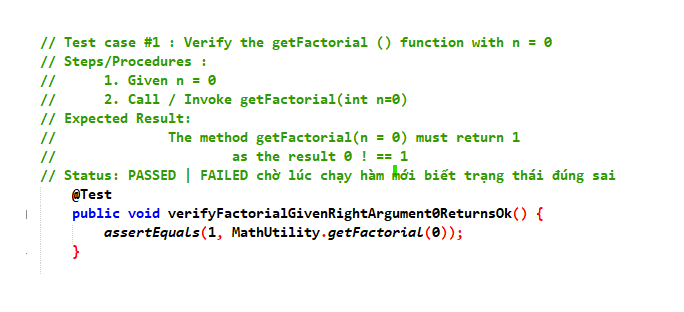 // Test case #1 : Verify the getFactorial () function with n = 0
// Steps/Procedures :
//      1. Given n = 0
//      2. Call / Invoke getFactorial(int n=0)
// Expected Result:
//              The method getFactorial(n = 0) must return 1
//                      as the result 0 ! == 1
// Status: PASSED | FAILED chờ lúc chạy hàm mới biết trạng thái đúng sai
@Test
public void verifyFactorialGivenRightArgument0ReturnsOk() {
    assertEquals(1, MathUtility.getFactorial(0));
}